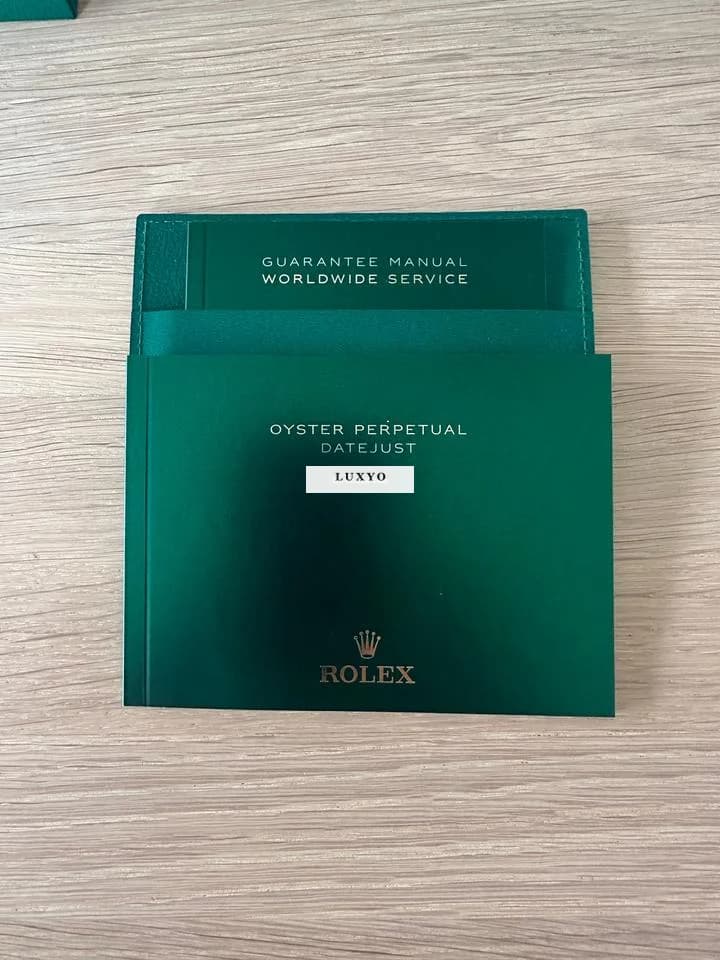 GUARANTEE MANUAL
WORLDWIDE SERVICE
OYSTER PERPETUAL
DATEJUST
LUXYO
ROLEX